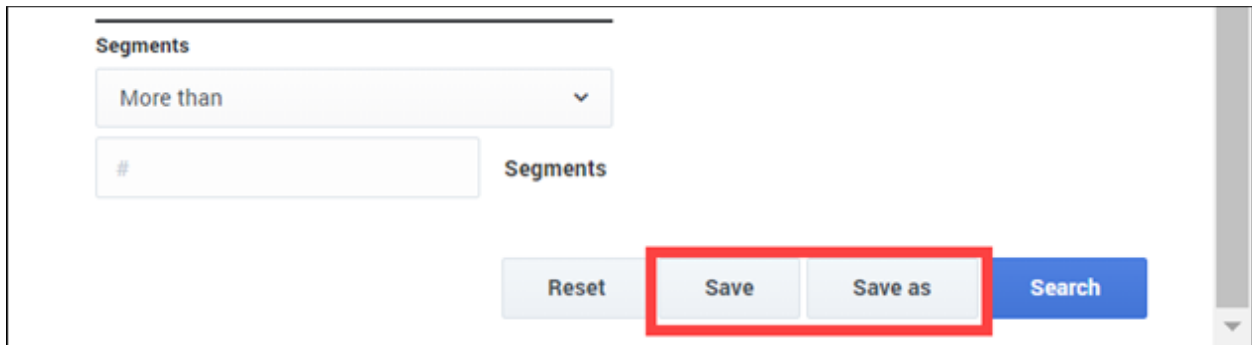 Segments
More than
#
Segments
Reset Save Save as Search